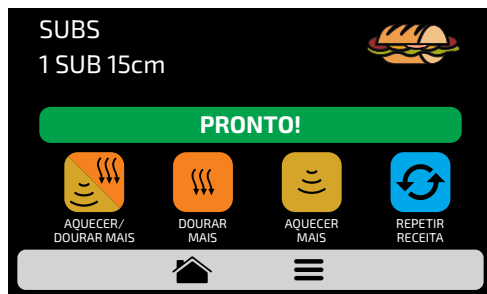 SUBS
1 SUB 15cm
PRONTO!
AQUECER/
DOURAR MAIS
DOURAR
MAIS
AQUECER
MAIS
REPETIR
RECEITA